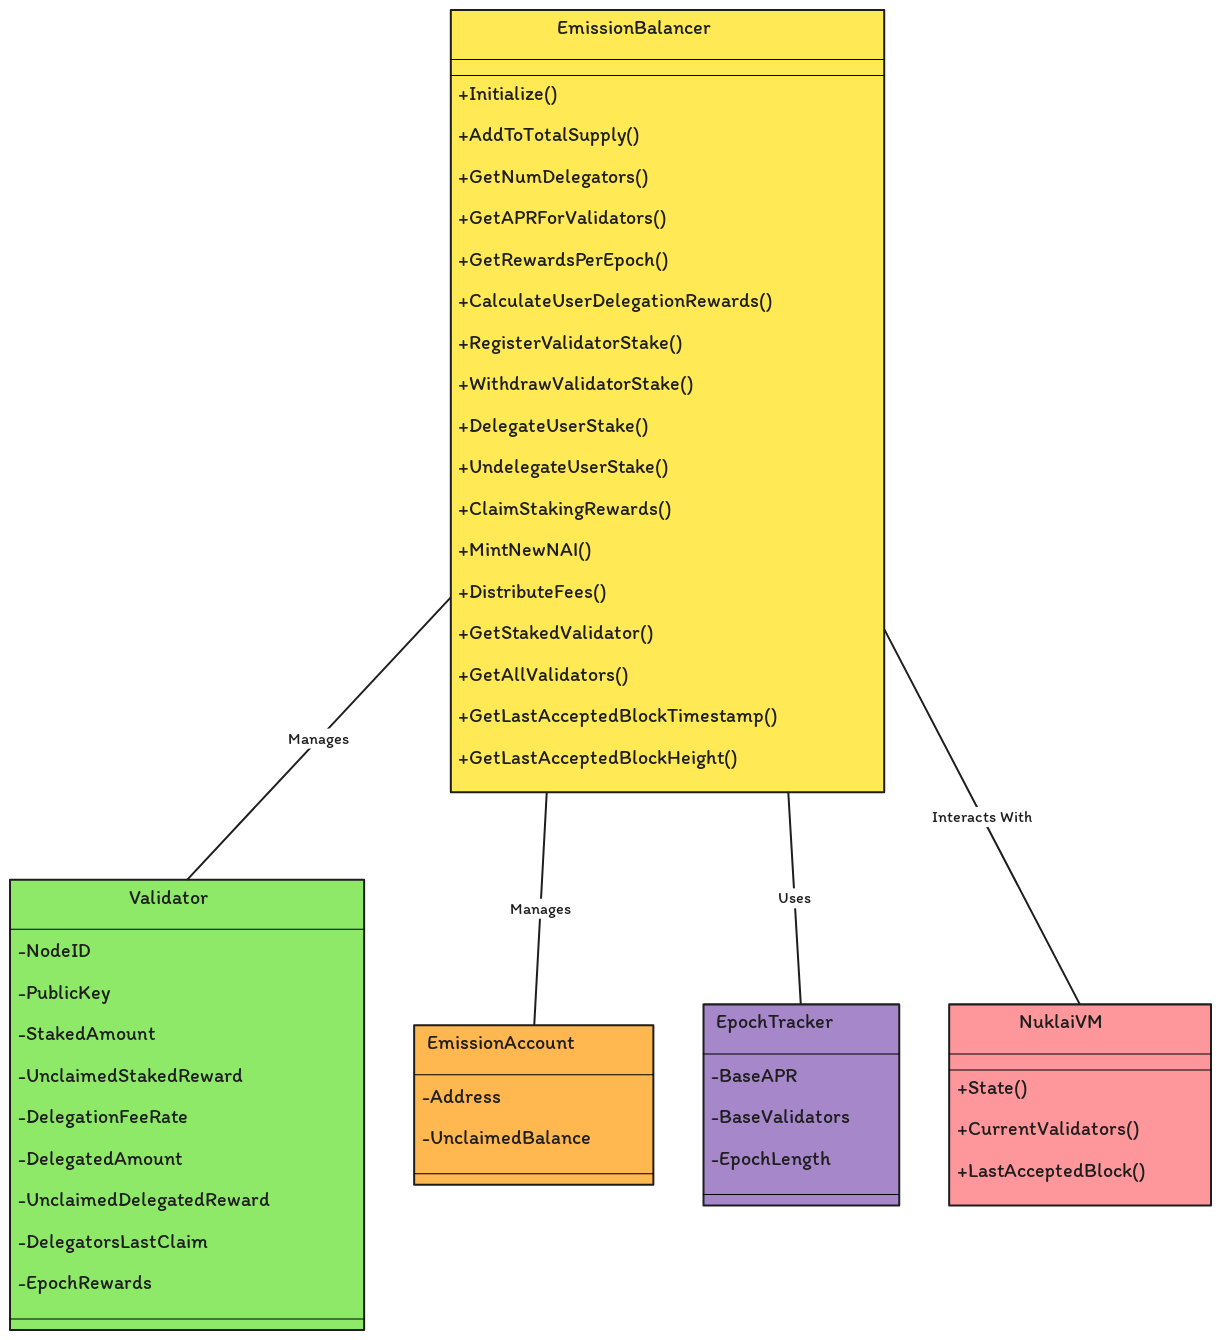 EmissionBalancer
+Initialize()
+AddToTotalSupply()
+GetNumDelegators()
+GetAPRForValidators()
+GetRewardsPerEpoch()
+CalculateUserDelegationRewards()
+RegisterValidatorStake()
+WithdrawValidatorStake()
+DelegateUserStake()
+UndelegateUserStake()
+ClaimStakingRewards()
+MintNewNAI()
+DistributeFees()
+GetStakedValidator()
+GetAllValidators()
+GetLastAcceptedBlockTimestamp()
+GetLastAcceptedBlockHeight()
Manages
Manages
Uses
Interacts With
Validator
-NodeID
-PublicKey
-StakedAmount
-UnclaimedStakedReward
-DelegationFeeRate
-DelegatedAmount
-UnclaimedDelegatedReward
-DelegatorsLastClaim
-EpochRewards
EmissionAccount
-Address
-UnclaimedBalance
EpochTracker
-BaseAPR
-BaseValidators
-EpochLength
NuklaiVM
+State()
+CurrentValidators()
+LastAcceptedBlock()